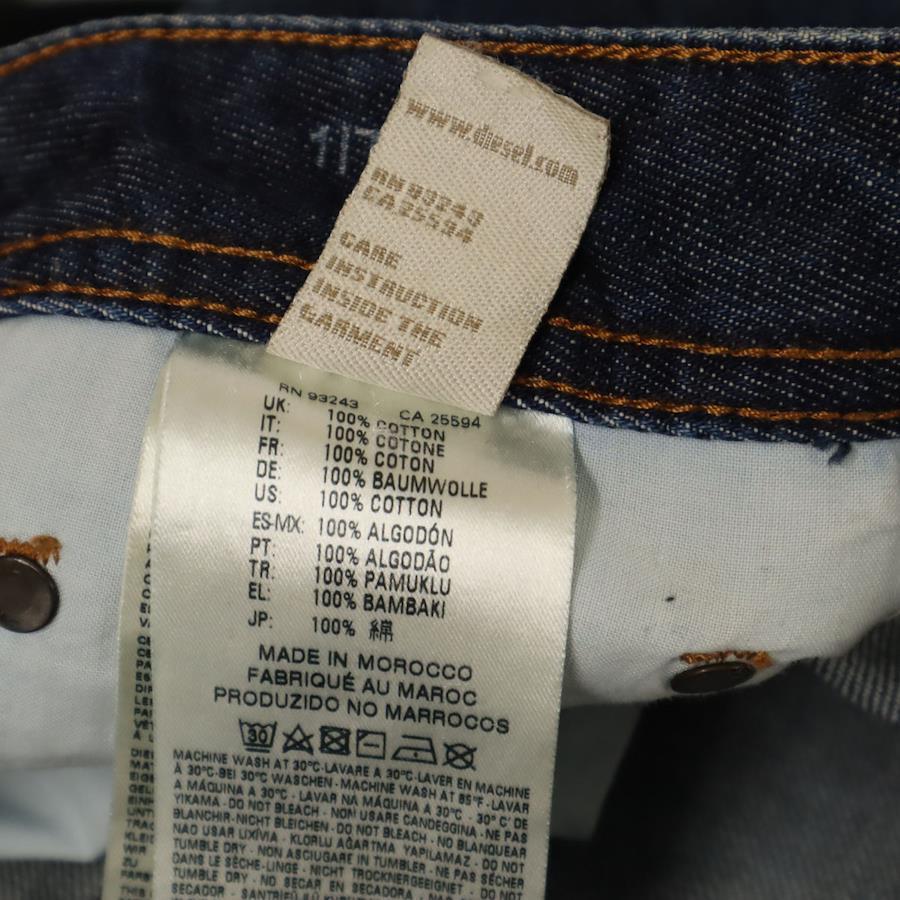 www.diesel.com
RN 93243
CA 25594
CARE
INSTRUCTION
INSIDE THE
GARMENT
RN 93243 CA 25594
UK: 100% COTTON
IT: 100% COTONE
FR: 100% COTON
DE: 100% BAUMWOLLE
US: 100% COTTON
ES-MX: 100% ALGODÓN
PT: 100% ALGODÃO
TR: 100% PAMUKLU
EL: 100% BAMBAKI
JP: 100% 綿
MADE IN MOROCCO
FABRIQUÉ AU MAROC
PRODUZIDO NO MARROCOS
30
MACHINE WASH AT 30°C-LAVARE A 30°C-LAVER EN MACHINE
À 30°C-BEI 30°C WASCHEN-MACHINE WASH AT 85°F-LAVAR
A MÁQUINA A 30°C - LAVAR NA MÁQUINA A 30°C - 30° C' DE
YIKAMA - DO NOT BLEACH - NON USARE CANDEGGINA - NE PAS
BLANCHIR-NICHT BLEICHEN - DO NOT BLEACH - NO BLANQUEAR
NAO USAR LIXÍVIA - KLORLU AĞARTMA YAPILAMAZ - DO NOT
TUMBLE DRY - NON ASCIUGARE IN TUMBLER - NE PAS SÉCHER
DANS LE SÈCHE-LINGE - NICHT TROCKNERGEEIGNET - DO NOT
TUMBLE DRY - NO SECAR EN SECADORA - NÃO
SECADOR